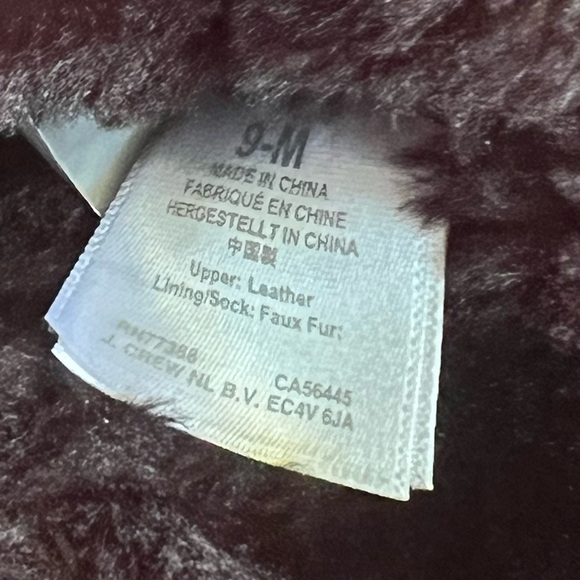 9-M
MADE IN CHINA
FABRIQUÉ EN CHINE
HERGESTELLT IN CHINA
中国製
Upper: Leather
Lining/Sock: Faux Fur;
RN77388 CA56445
J. CREW NL B.V. EC4V 6JA